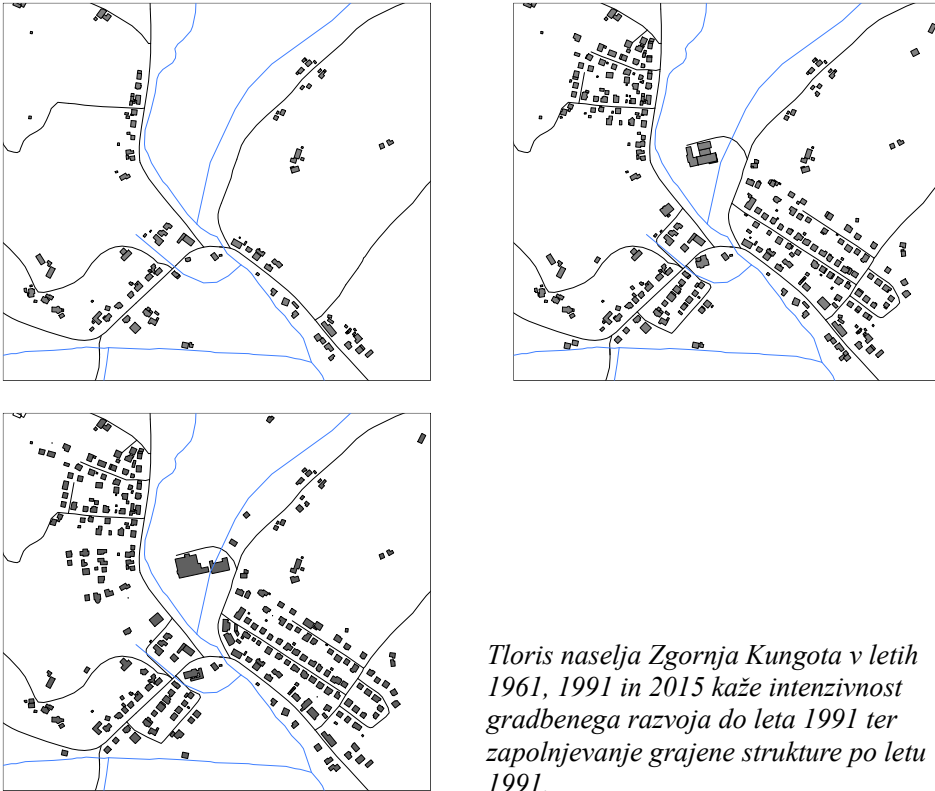 Tloris naselja Zgornja Kungota v letih
1961, 1991 in 2015 kaže intenzivnost
gradbenega razvoja do leta 1991 ter
zapolnjevanje grajene strukture po letu
1991.